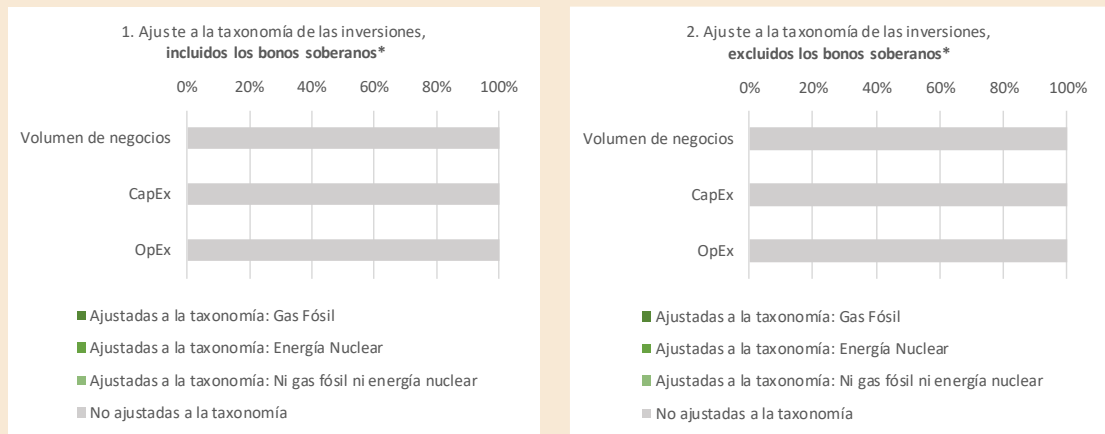 1. Ajuste a la taxonomía de las inversiones,
incluidos los bonos soberanos*
0% 20% 40% 60% 80% 100%
Volumen de negocios
CapEx
OpEx
Ajustadas a la taxonomía: Gas Fósil
Ajustadas a la taxonomía: Energía Nuclear
Ajustadas a la taxonomía: Ni gas fósil ni energía nuclear
No ajustadas a la taxonomía
2. Ajuste a la taxonomía de las inversiones,
excluidos los bonos soberanos*
0% 20% 40% 60% 80% 100%
Volumen de negocios
CapEx
OpEx
Ajustadas a la taxonomía: Gas Fósil
Ajustadas a la taxonomía: Energía Nuclear
Ajustadas a la taxonomía: Ni gas fósil ni energía nuclear
No ajustadas a la taxonomía